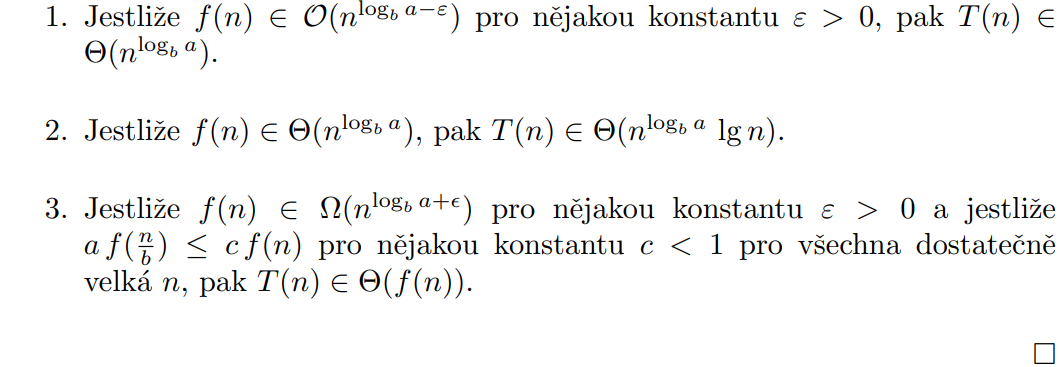 1. Jestliže f(n) ∈ 𝒪(n^{log_b a−ε}) pro nějakou konstantu ε > 0, pak T(n) ∈
Θ(n^{log_b a}).
2. Jestliže f(n) ∈ Θ(n^{log_b a}), pak T(n) ∈ Θ(n^{log_b a} lg n).
3. Jestliže f(n) ∈ Ω(n^{log_b a+ϵ}) pro nějakou konstantu ε > 0 a jestliže
a f(n/b) ≤ c f(n) pro nějakou konstantu c < 1 pro všechna dostatečně
velká n, pak T(n) ∈ Θ(f(n)).
□